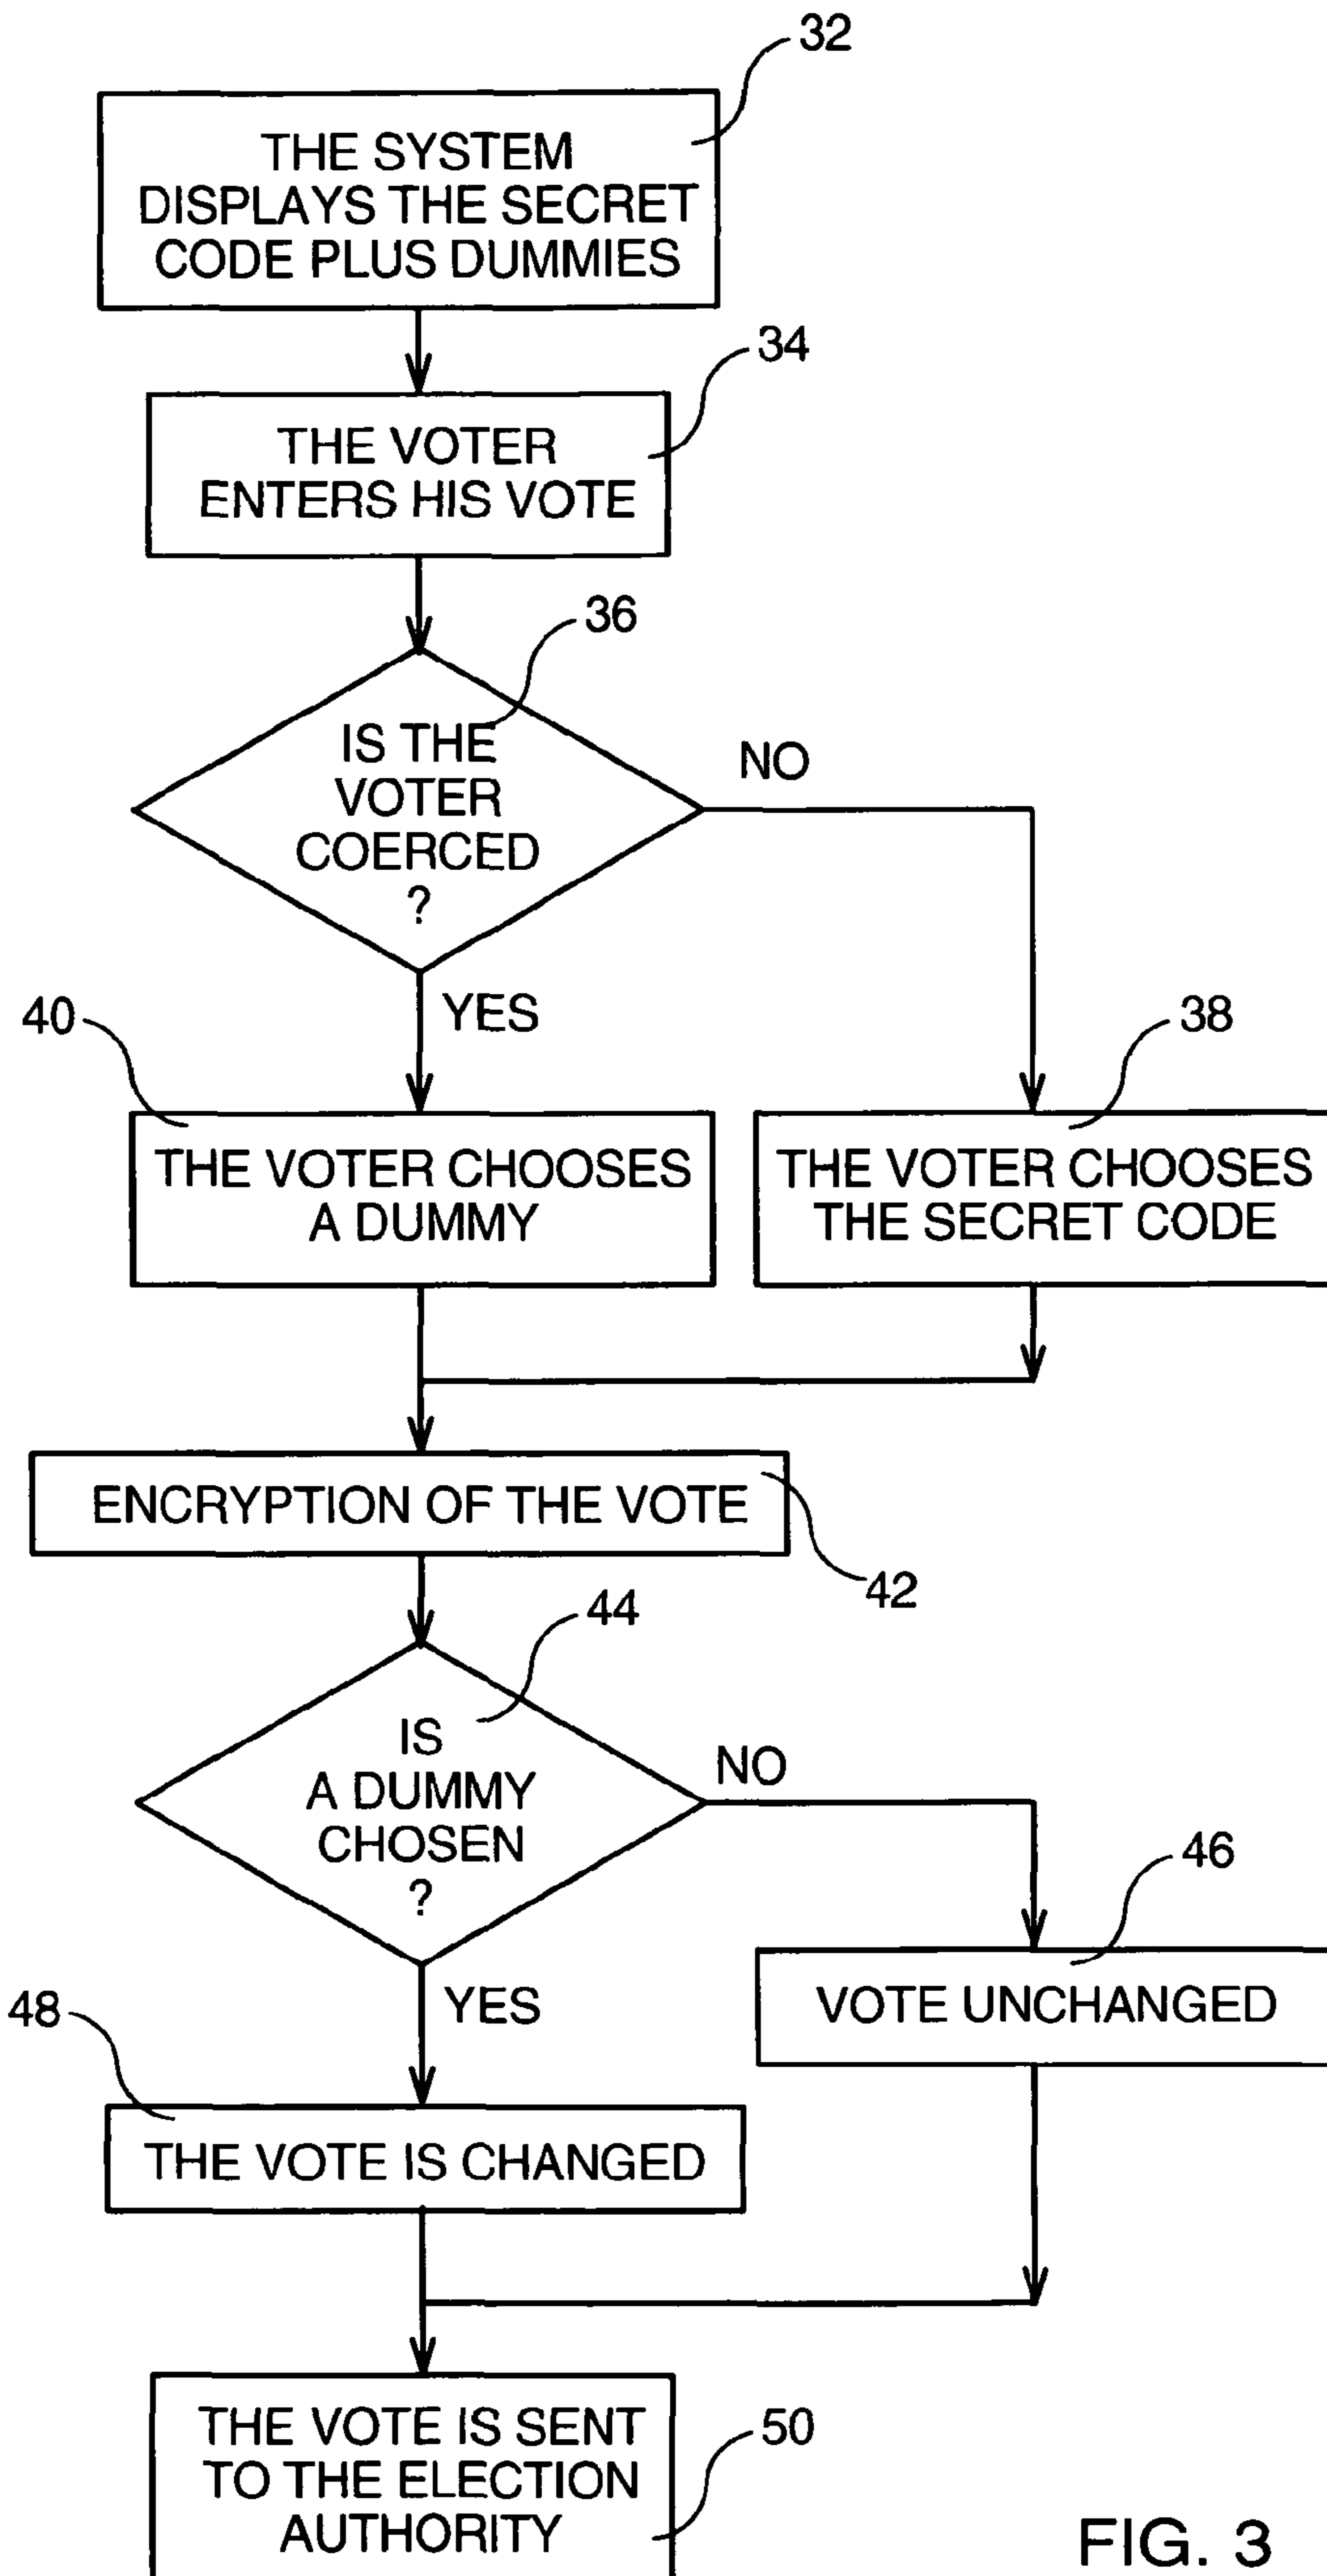 32
THE SYSTEM
DISPLAYS THE SECRET
CODE PLUS DUMMIES
34
THE VOTER
ENTERS HIS VOTE
36
IS THE
VOTER
COERCED
?
NO
YES
40
38
THE VOTER CHOOSES
A DUMMY
THE VOTER CHOOSES
THE SECRET CODE
ENCRYPTION OF THE VOTE
42
44
IS
A DUMMY
CHOSEN
?
NO
46
YES
VOTE UNCHANGED
48
THE VOTE IS CHANGED
THE VOTE IS SENT
TO THE ELECTION
AUTHORITY
50
FIG. 3